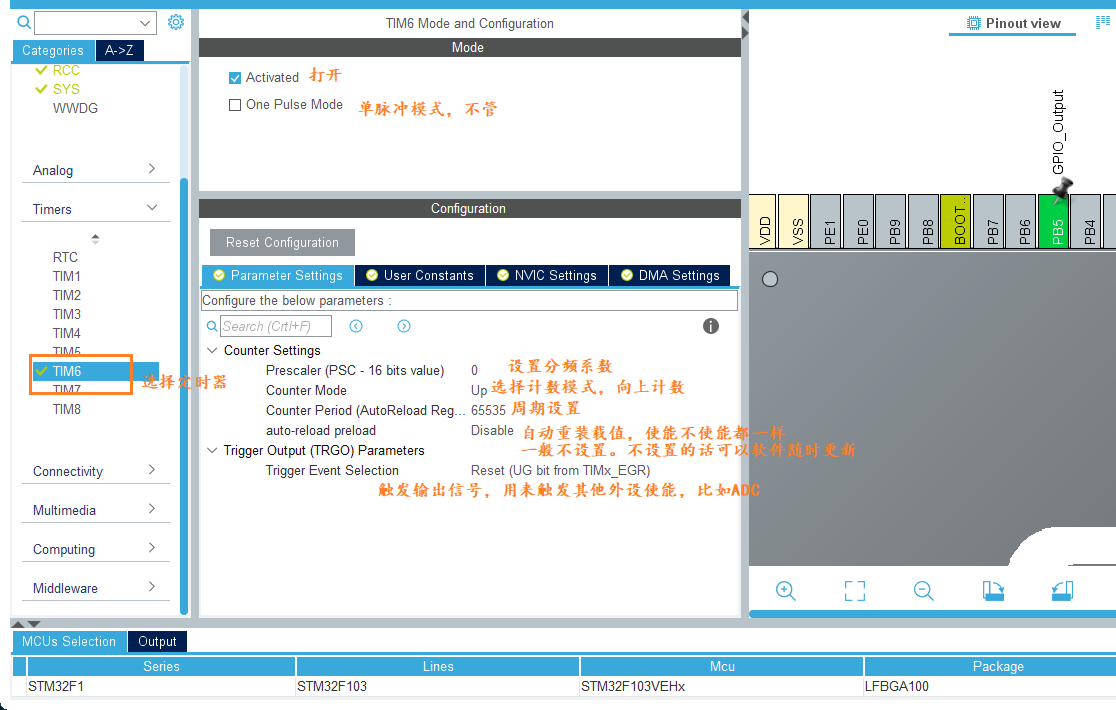 TIM6 Mode and Configuration
Pinout view
Categories
A->Z
Mode
RCC
SYS
WWDG
Activated
打开
One Pulse Mode
单脉冲模式，不管
Analog
Timers
RTC
TIM1
TIM2
TIM3
TIM4
TIM5
TIM6
TIM7
TIM8
选择定时器
Connectivity
Multimedia
Computing
Middleware
Configuration
Reset Configuration
Parameter Settings
User Constants
NVIC Settings
DMA Settings
Configure the below parameters :
Search (Crtl+F)
Counter Settings
Prescaler (PSC - 16 bits value)
0
设置分频系数
Counter Mode
Up
选择计数模式，向上计数
Counter Period (AutoReload Reg...
65535
周期设置
auto-reload preload
Disable
自动重装载值，使能不使能都一样
一般不设置。不设置的话可以软件随时更新
Trigger Output (TRGO) Parameters
Trigger Event Selection
Reset (UG bit from TIMx_EGR)
触发输出信号，用来触发其他外设使能，比如ADC
GPIO_Output
VDD
VSS
PE1
PE0
PB9
PB8
BOOT..
PB7
PB6
PB5
PB4
MCUs Selection
Output
Series
Lines
Mcu
Package
STM32F1
STM32F103
STM32F103VEHx
LFBGA100